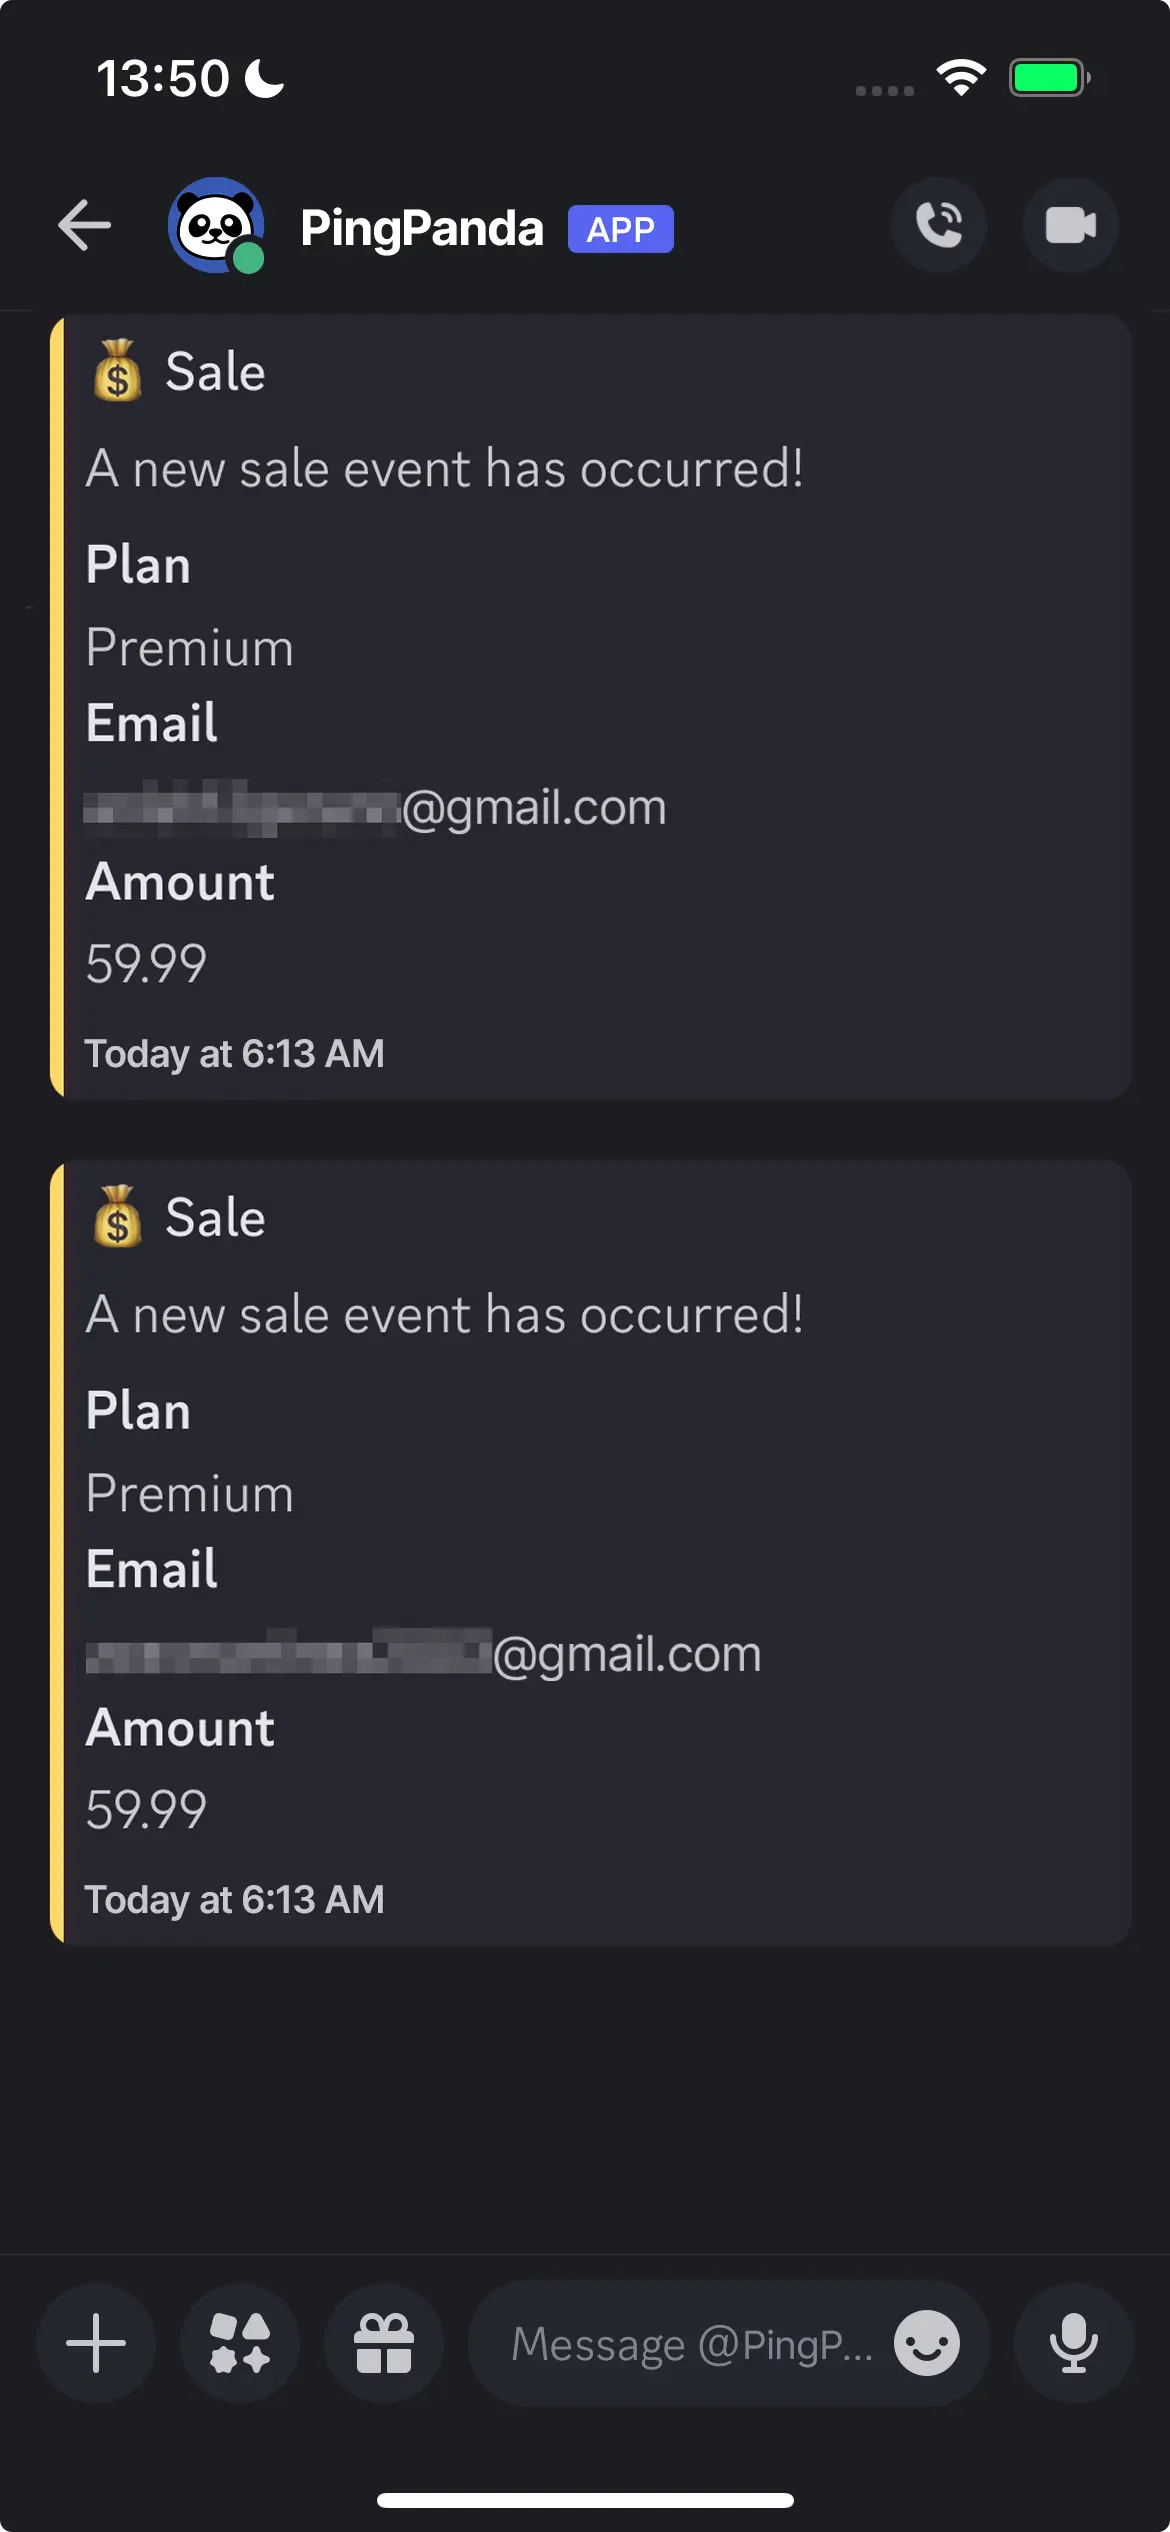 13:50
PingPanda APP
💰 Sale
A new sale event has occurred!
Plan
Premium
Email
@gmail.com
Amount
59.99
Today at 6:13 AM
💰 Sale
A new sale event has occurred!
Plan
Premium
Email
@gmail.com
Amount
59.99
Today at 6:13 AM
Message @PingP...